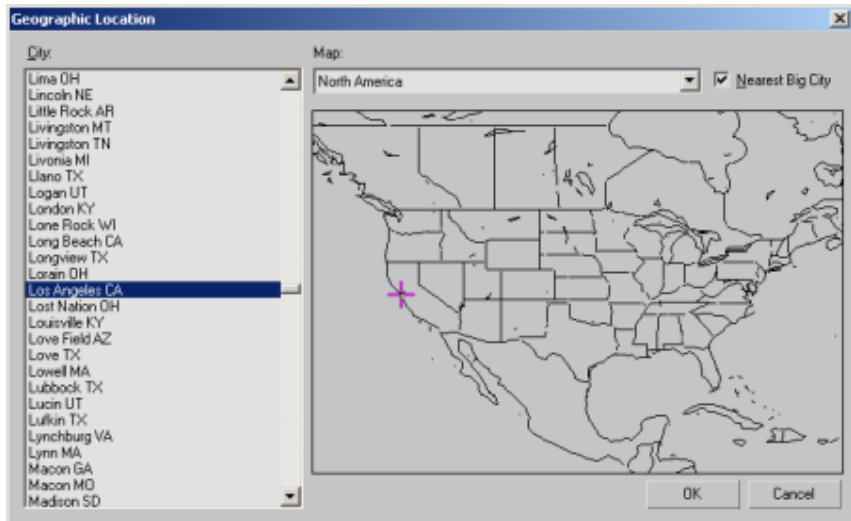 Geographic Location
City:
Map:
Lima OH
Lincoln NE
Little Rock AR
Livingston MT
Livingston TN
Livonia MI
Llano TX
Logan UT
London KY
Lone Rock WI
Long Beach CA
Longview TX
Lorain OH
Los Angeles CA
Lost Nation OH
Louisville KY
Love Field AZ
Love TX
Lowell MA
Lubbock TX
Lucin UT
Lufkin TX
Lynchburg VA
Lynn MA
Macon GA
Macon MO
Madison SD
North America
Nearest Big City
OK
Cancel